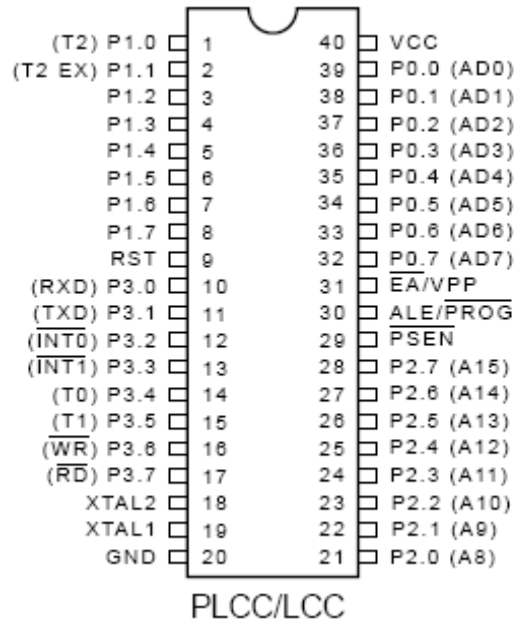 (T2) P1.0 1 40 VCC
(T2 EX) P1.1 2 39 P0.0 (AD0)
P1.2 3 38 P0.1 (AD1)
P1.3 4 37 P0.2 (AD2)
P1.4 5 36 P0.3 (AD3)
P1.5 6 35 P0.4 (AD4)
P1.6 7 34 P0.5 (AD5)
P1.7 8 33 P0.6 (AD6)
RST 9 32 P0.7 (AD7)
(RXD) P3.0 10 31 E̅A̅/VPP
(TXD) P3.1 11 30 ALE/P̅R̅O̅G̅
(I̅N̅T̅0̅) P3.2 12 29 P̅S̅E̅N̅
(I̅N̅T̅1̅) P3.3 13 28 P2.7 (A15)
(T0) P3.4 14 27 P2.6 (A14)
(T1) P3.5 15 26 P2.5 (A13)
(W̅R̅) P3.6 16 25 P2.4 (A12)
(R̅D̅) P3.7 17 24 P2.3 (A11)
XTAL2 18 23 P2.2 (A10)
XTAL1 19 22 P2.1 (A9)
GND 20 21 P2.0 (A8)
PLCC/LCC